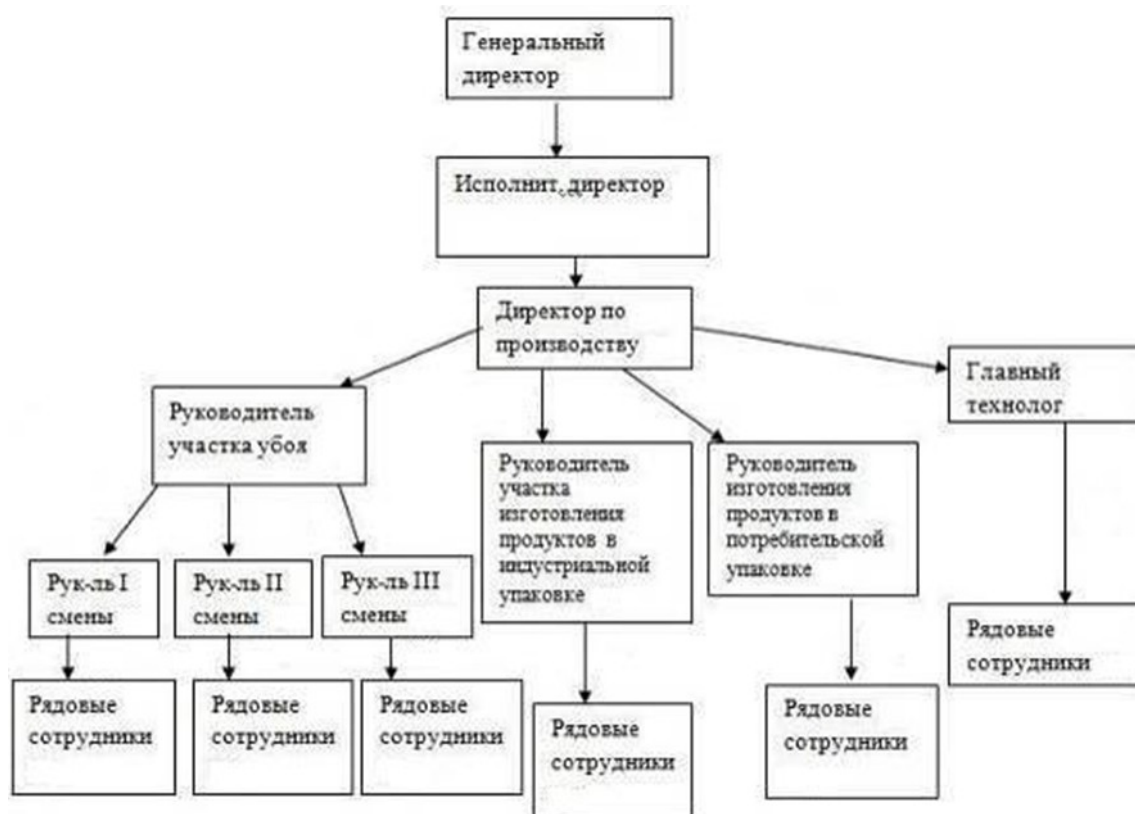 Генеральный
директор
Исполнит, директор
Директор по
производству
Главный
технолог
Руководитель
участка убоя
Руководитель
участка
изготовления
продуктов в
индустриальной
упаковке
Руководитель
изготовления
продуктов в
потребительской
упаковке
Рук-ль I
смены
Рук-ль II
смены
Рук-ль III
смены
Рядовые
сотрудники
Рядовые
сотрудники
Рядовые
сотрудники
Рядовые
сотрудники
Рядовые
сотрудники
Рядовые
сотрудники